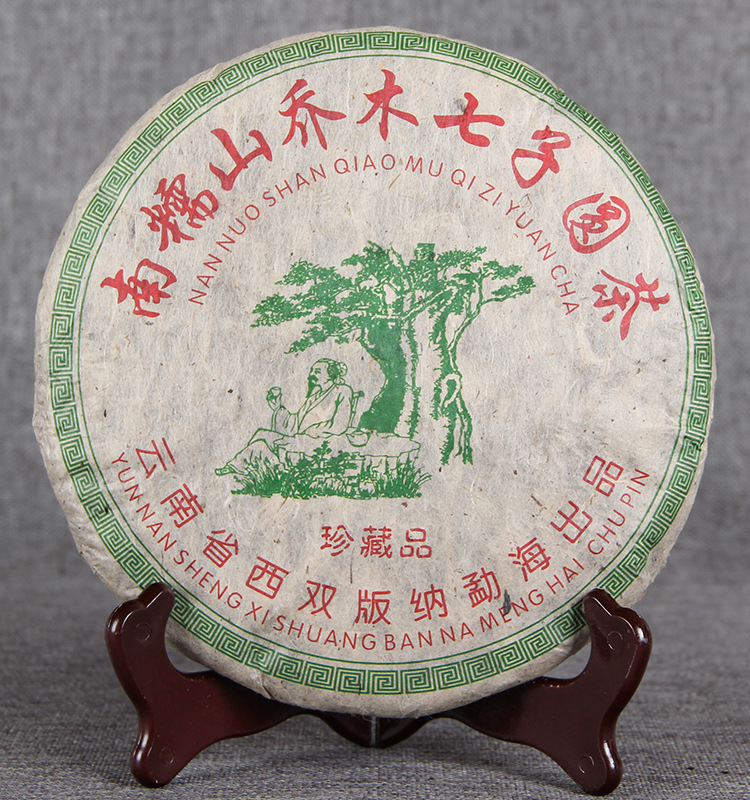 南糯山乔木七子圆茶
NAN NUO SHAN QIAO MU QI ZI YUAN CHA
珍藏品
云南省西双版纳勐海出品
YUN NAN SHENG XI SHUANG BAN NA MENG HAI CHU PIN